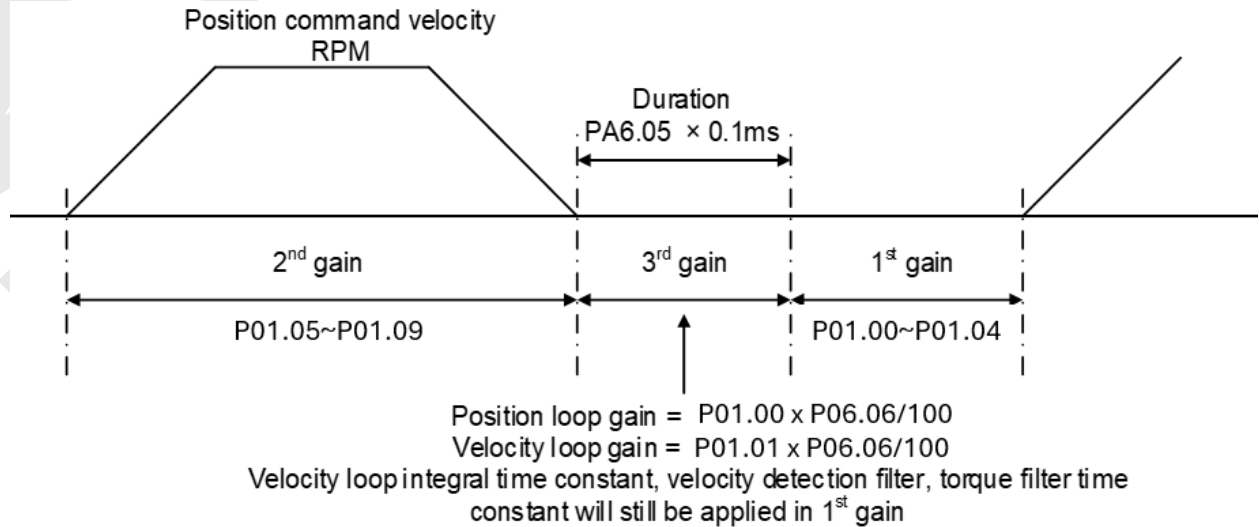 Position command velocity
RPM
Duration
PA6.05 × 0.1ms
2nd gain
3rd gain
1st gain
P01.05~P01.09
P01.00~P01.04
Position loop gain = P01.00 x P06.06/100
Velocity loop gain = P01.01 x P06.06/100
Velocity loop integral time constant, velocity detection filter, torque filter time
constant will still be applied in 1st gain